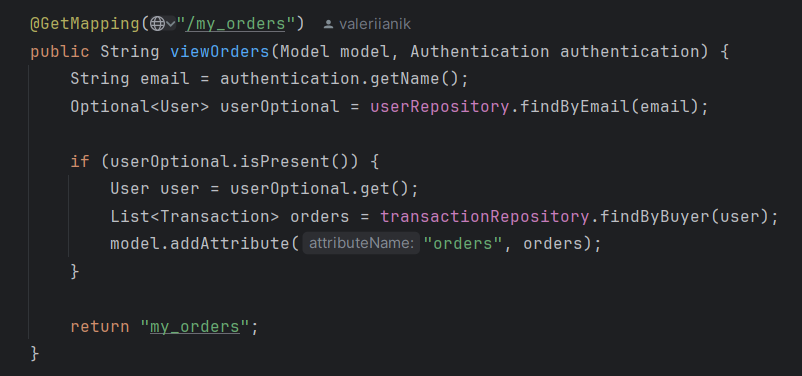 @GetMapping("/my_orders") valeriianik
public String viewOrders(Model model, Authentication authentication) {
    String email = authentication.getName();
    Optional<User> userOptional = userRepository.findByEmail(email);

    if (userOptional.isPresent()) {
        User user = userOptional.get();
        List<Transaction> orders = transactionRepository.findByBuyer(user);
        model.addAttribute( attributeName: "orders", orders);
    }

    return "my_orders";
}